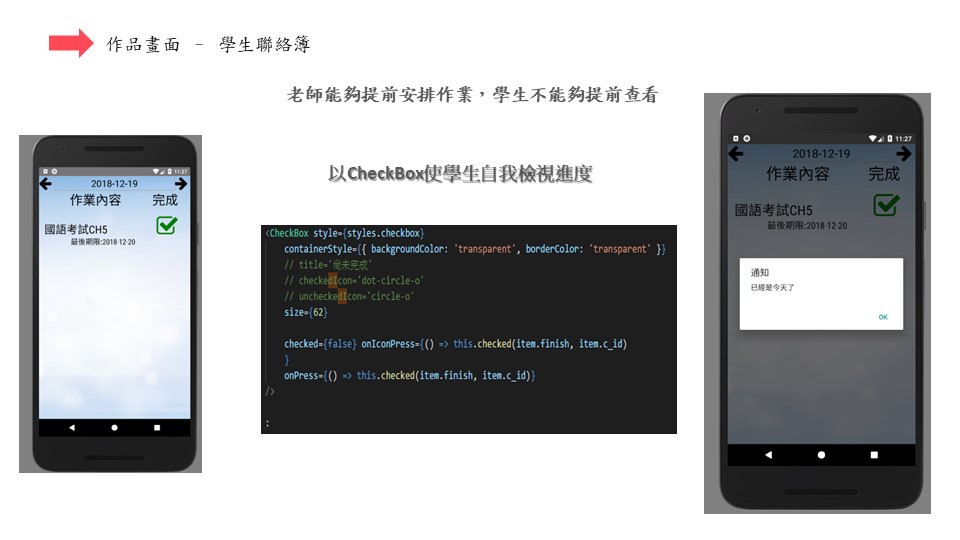 作品畫面 - 學生聯絡簿
老師能夠提前安排作業，學生不能夠提前查看
以CheckBox使學生自我檢視進度
11:27
2018-12-19
作業內容 完成
國語考試CH5
最後期限:2018-12-20
<CheckBox style={styles.checkbox}
containerStyle={{ backgroundColor: 'transparent', borderColor: 'transparent' }}
// title='尚未完成'
// checkedIcon='dot-circle-o'
// uncheckedIcon='circle-o'
size={62}
checked={false} onIconPress={() => this.checked(item.finish, item.c_id)
}
onPress={() => this.checked(item.finish, item.c_id)}
/>
:
11:27
2018-12-19
作業內容 完成
國語考試CH5
最後期限:2018-12-20
通知
已經是今天了
OK